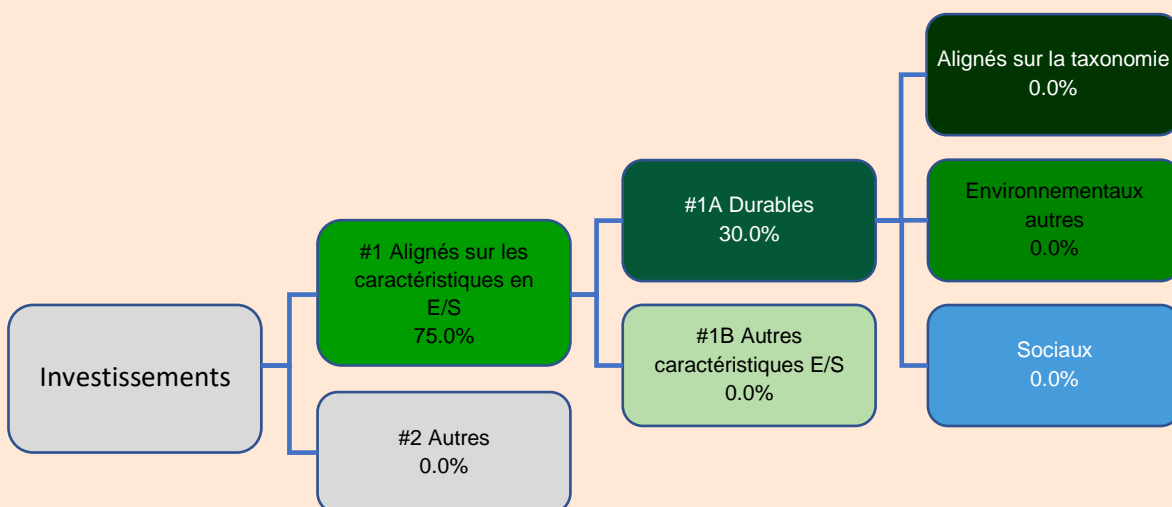 Investissements
#1 Alignés sur les
caractéristiques en
E/S
75.0%
#2 Autres
0.0%
#1A Durables
30.0%
#1B Autres
caractéristiques E/S
0.0%
Alignés sur la taxonomie
0.0%
Environnementaux
autres
0.0%
Sociaux
0.0%